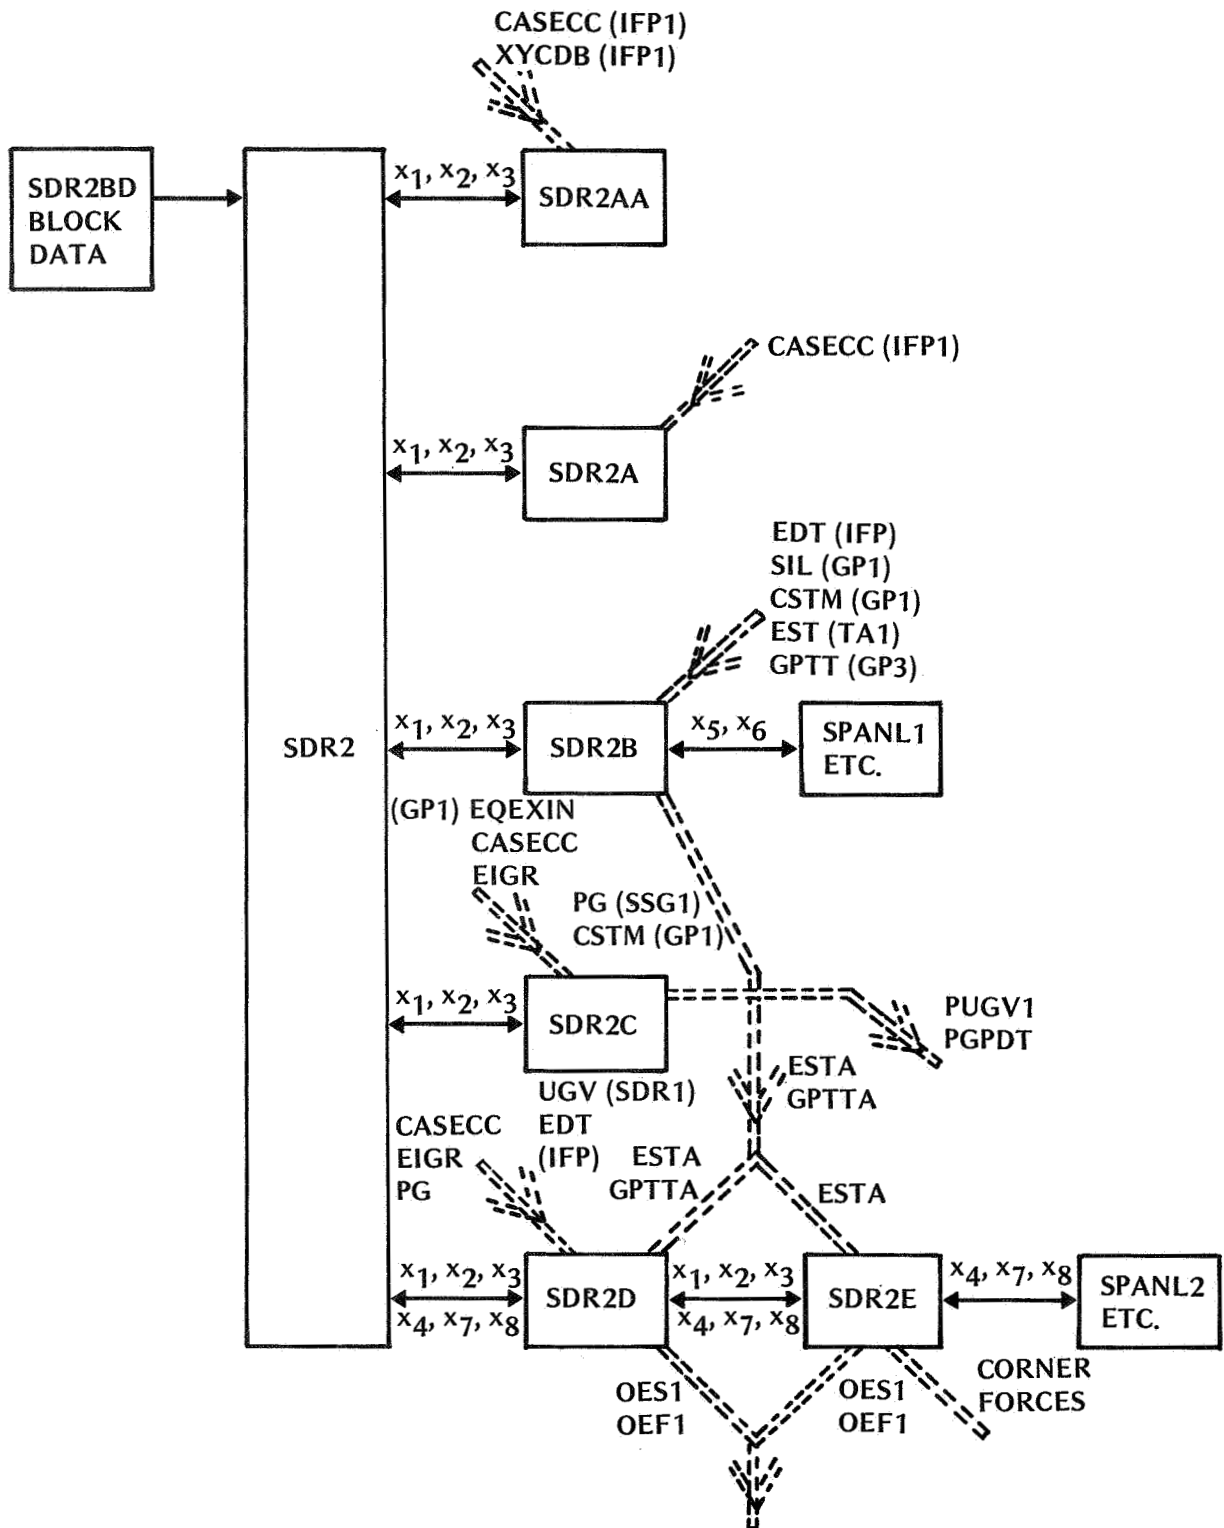 CASECC (IFP1)
XYCDB (IFP1)
SDR2BD
BLOCK
DATA
x1, x2, x3
SDR2AA
CASECC (IFP1)
x1, x2, x3
SDR2A
EDT (IFP)
SIL (GP1)
CSTM (GP1)
EST (TA1)
GPTT (GP3)
SDR2
x1, x2, x3
SDR2B
x5, x6
SPANL1
ETC.
(GP1) EQEXIN
CASECC
EIGR
PG (SSG1)
CSTM (GP1)
x1, x2, x3
SDR2C
PUGV1
PGPDT
UGV (SDR1)
EDT
(IFP)
ESTA
GPTTA
CASECC
EIGR
PG
ESTA
GPTTA
ESTA
x1, x2, x3
x4, x7, x8
SDR2D
x1, x2, x3
x4, x7, x8
SDR2E
x4, x7, x8
SPANL2
ETC.
OES1
OEF1
OES1
OEF1
CORNER
FORCES